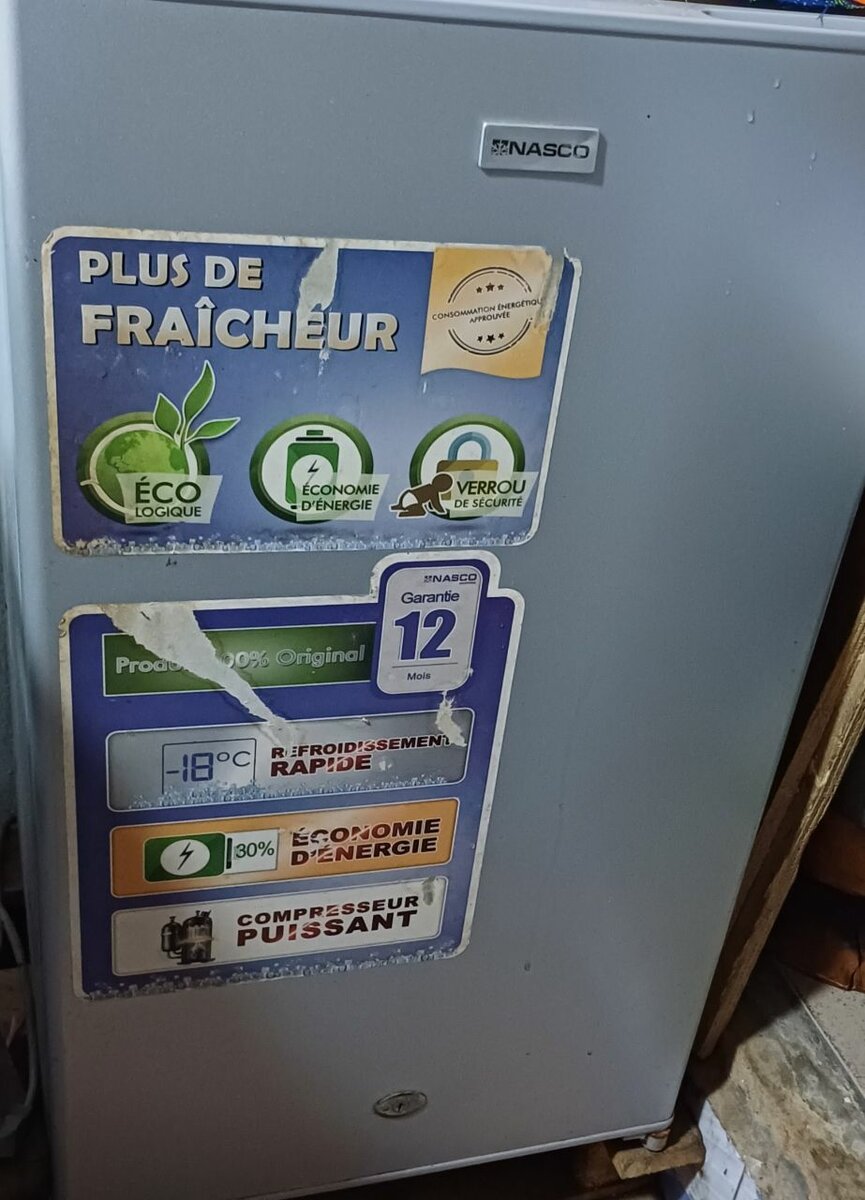 NASCO
PLUS DE
FRAÎCHEUR
CONSOMMATION ÉNERGÉTIQUE
APPROUVÉE
ÉCO
LOGIQUE
ÉCONOMIE
D'ÉNERGIE
VERROU
DE SÉCURITÉ
NASCO
Garantie
12
Mois
Original
-18°C
REFROIDISSEMENT
RAPIDE
30%
ÉCONOMIE
D'ÉNERGIE
COMPRESSEUR
PUISSANT